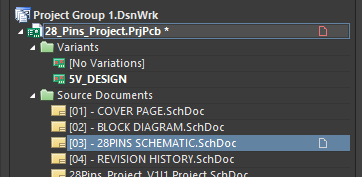 Project Group 1.DsnWrk
28_Pins_Project.PrjPcb *
Variants
[No Variations]
5V_DESIGN
Source Documents
[01] - COVER PAGE.SchDoc
[02] - BLOCK DIAGRAM.SchDoc
[03] - 28PINS SCHEMATIC.SchDoc
[04] - REVISION HISTORY.SchDoc
28Pins_Project_V1I1.Project.SchDoc